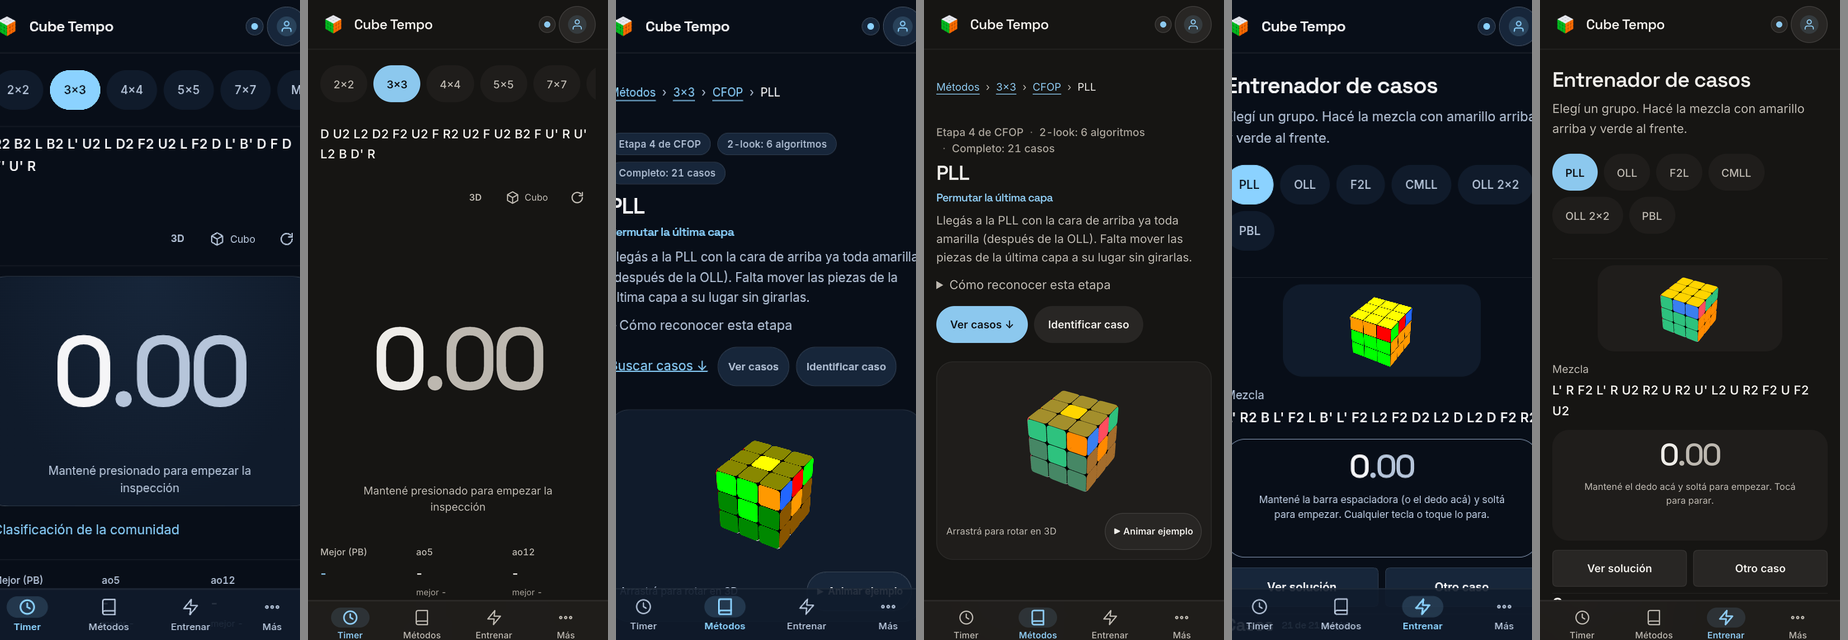 Cube Tempo
2×2 3×3 4×4 5×5 7×7 M
R2 B2 L B2 L' U2 L D2 F2 U2 L F2 D L' B' D F D
F' U' R
3D Cubo
0.00
Mantené presionado para empezar la
inspección
Clasificación de la comunidad
Mejor (PB) ao5 ao12
Timer Métodos Entrenar Más
Cube Tempo
2×2 3×3 4×4 5×5 7×7
D U2 L2 D2 F2 U2 F R2 U2 F U2 B2 F U' R U'
L2 B D' R
3D Cubo
0.00
Mantené presionado para empezar la
inspección
Mejor (PB) ao5 ao12
- - -
mejor - mejor -
Timer Métodos Entrenar Más
Cube Tempo
Métodos › 3×3 › CFOP › PLL
Etapa 4 de CFOP 2-look: 6 algoritmos
Completo: 21 casos
PLL
Permutar la última capa
Llegás a la PLL con la cara de arriba ya toda amarilla
(después de la OLL). Falta mover las piezas de la
última capa a su lugar sin girarlas.
Cómo reconocer esta etapa
Buscar casos ↓ Ver casos Identificar caso
Arrastrá para rotar en 3D ▶ Animar ejemplo
Timer Métodos Entrenar Más
Cube Tempo
Métodos › 3×3 › CFOP › PLL
Etapa 4 de CFOP · 2-look: 6 algoritmos
· Completo: 21 casos
PLL
Permutar la última capa
Llegás a la PLL con la cara de arriba ya toda
amarilla (después de la OLL). Falta mover las
piezas de la última capa a su lugar sin girarlas.
▶ Cómo reconocer esta etapa
Ver casos ↓ Identificar caso
Arrastrá para rotar en 3D ▶ Animar ejemplo
Timer Métodos Entrenar Más
Cube Tempo
Entrenador de casos
Elegí un grupo. Hacé la mezcla con amarillo arriba
y verde al frente.
PLL OLL F2L CMLL OLL 2×2
PBL
Mezcla
R2 B L' F2 L B' L' F2 L2 F2 D2 L2 D L2 D F2 R2
0.00
Mantené la barra espaciadora (o el dedo acá) y soltá
para empezar. Cualquier tecla o toque lo para.
Ver solución Otro caso
Timer Métodos Entrenar Más
Cube Tempo
Entrenador de casos
Elegí un grupo. Hacé la mezcla con amarillo
arriba y verde al frente.
PLL OLL F2L CMLL
OLL 2×2 PBL
Mezcla
L' R F2 L' R U2 R2 U R2 U' L2 U R2 F2 U F2
U2
0.00
Mantené el dedo acá y soltá para empezar. Tocá
para parar.
Ver solución Otro caso
Timer Métodos Entrenar Más